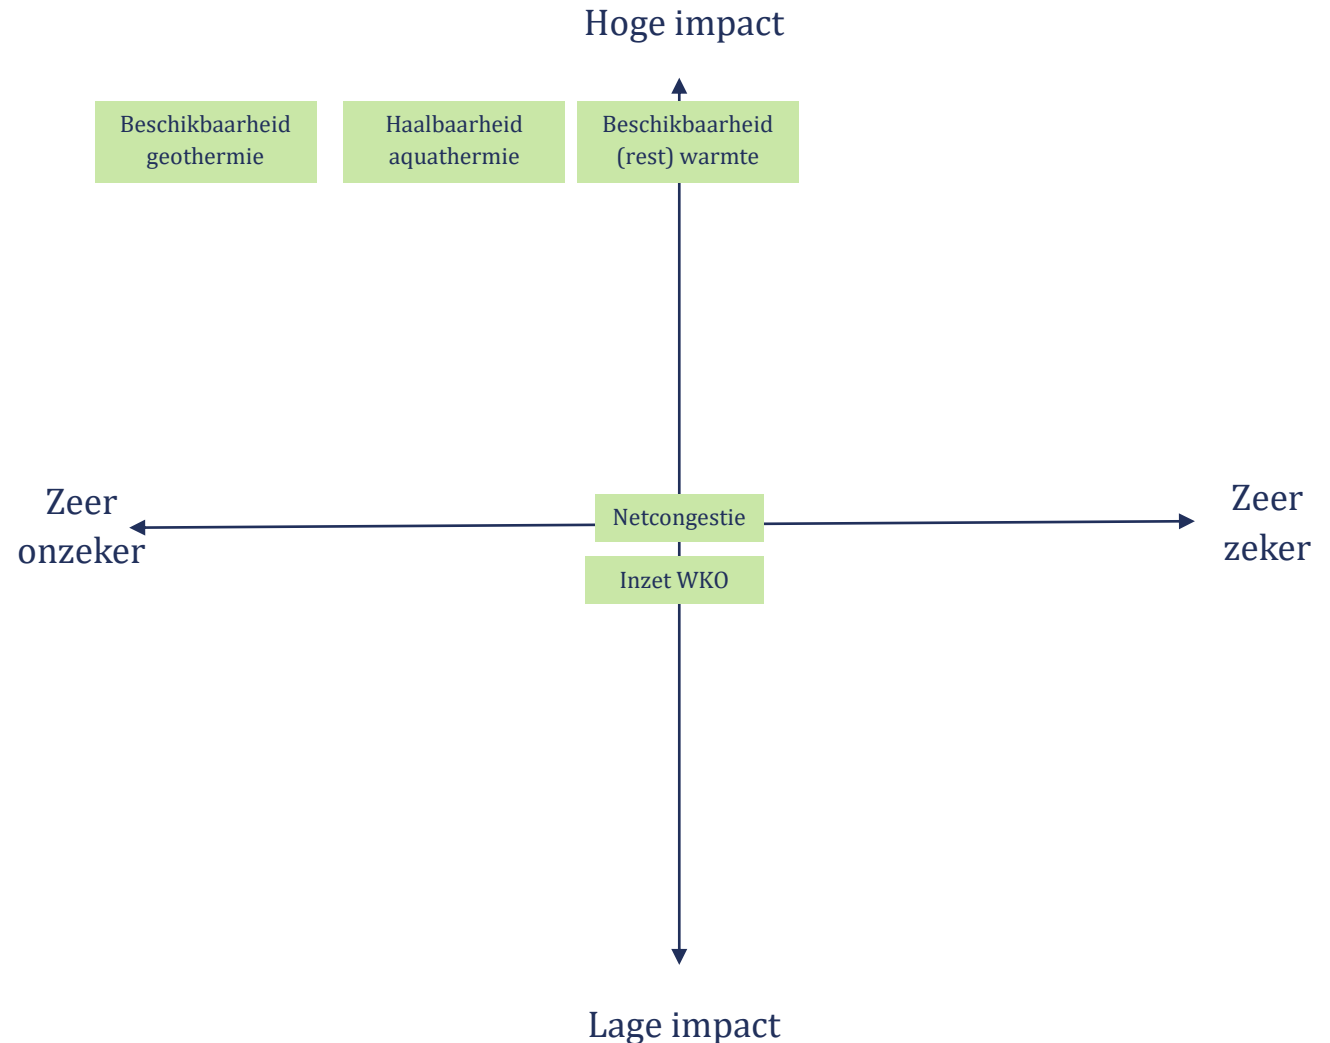 Hoge impact
Beschikbaarheid
geothermie
Haalbaarheid
aquathermie
Beschikbaarheid
(rest) warmte
Zeer
onzeker
Netcongestie
Zeer
zeker
Inzet WKO
Lage impact